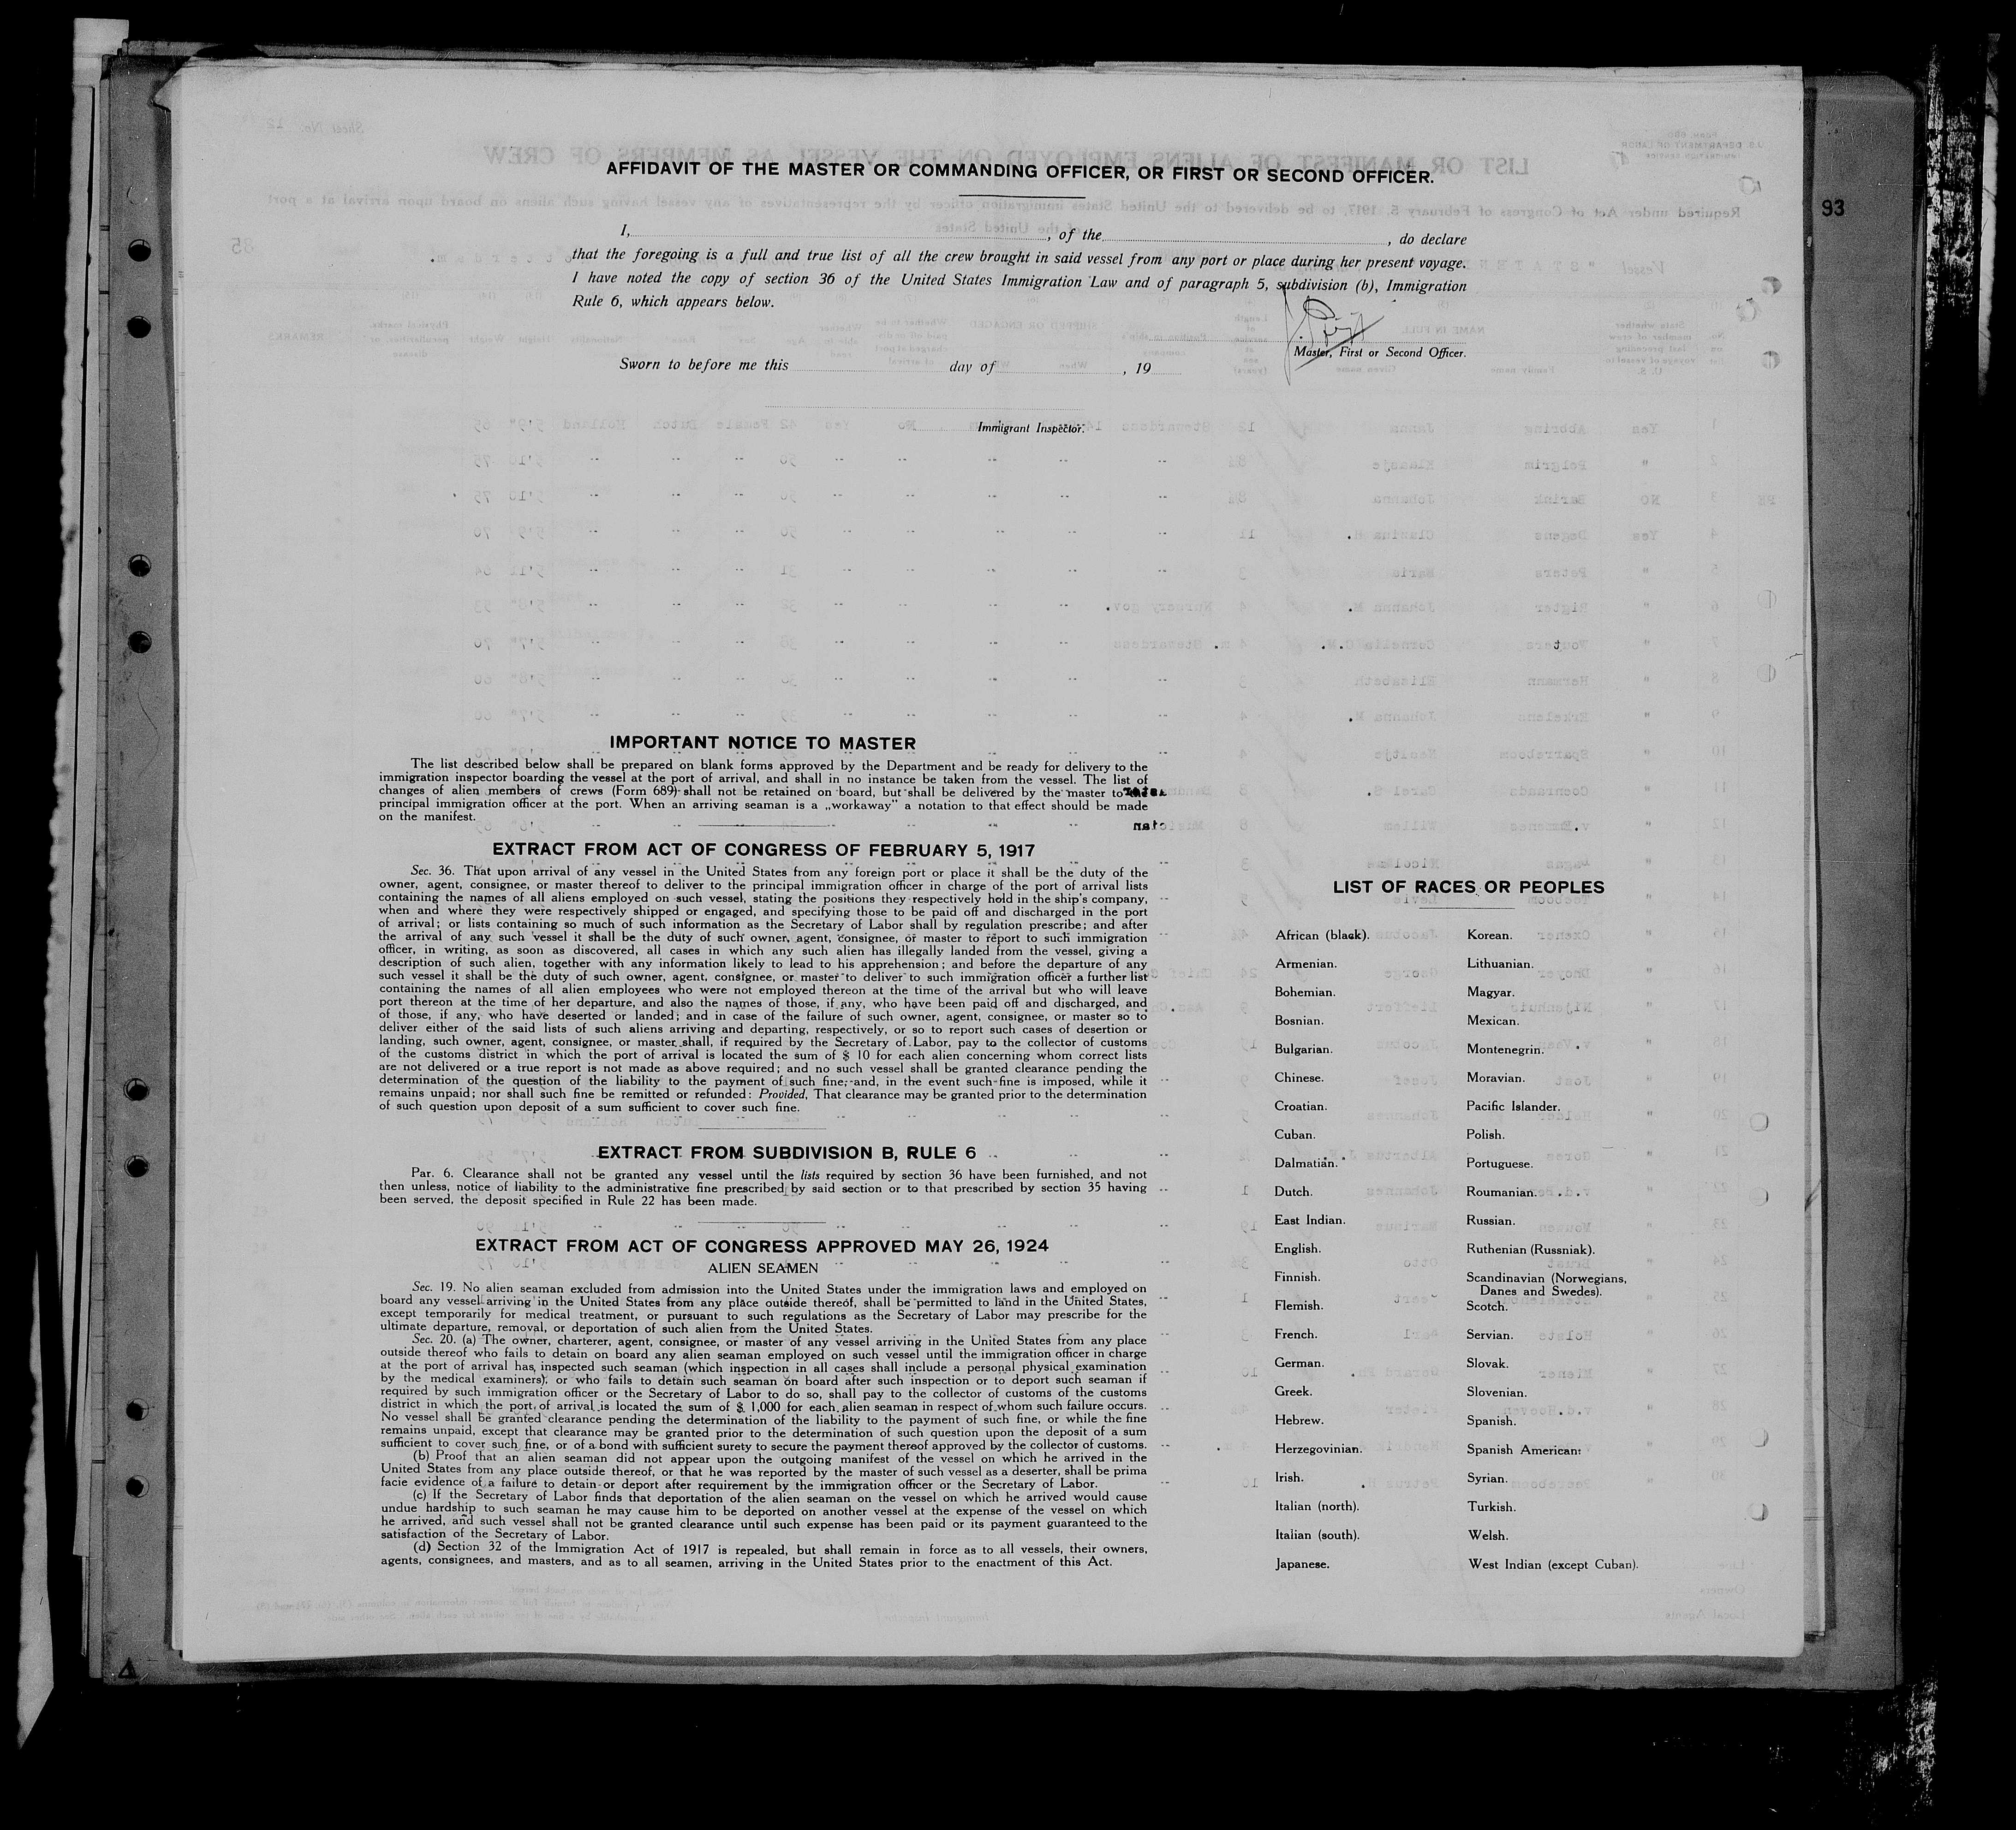 AFFIDAVIT OF THE MASTER OR COMMANDING OFFICER, OR FIRST OR SECOND OFFICER.
93
I, , of the , do declare
that the foregoing is a full and true list of all the crew brought in said vessel from any port or place during her present voyage.
I have noted the copy of section 36 of the United States Immigration Law and of paragraph 5, subdivision (b), Immigration
Rule 6, which appears below.
Master, First or Second Officer.
Sworn to before me this day of , 19
Immigrant Inspector.
IMPORTANT NOTICE TO MASTER
The list described below shall be prepared on blank forms approved by the Department and be ready for delivery to the
immigration inspector boarding the vessel at the port of arrival, and shall in no instance be taken from the vessel. The list of
changes of alien members of crews (Form 689) shall not be retained on board, but shall be delivered by the master to the
principal immigration officer at the port. When an arriving seaman is a „workaway" a notation to that effect should be made
on the manifest.
EXTRACT FROM ACT OF CONGRESS OF FEBRUARY 5, 1917
Sec. 36. That upon arrival of any vessel in the United States from any foreign port or place it shall be the duty of the
owner, agent, consignee, or master thereof to deliver to the principal immigration officer in charge of the port of arrival lists
containing the names of all aliens employed on such vessel, stating the positions they respectively hold in the ship's company,
when and where they were respectively shipped or engaged, and specifying those to be paid off and discharged in the port
of arrival; or lists containing so much of such information as the Secretary of Labor shall by regulation prescribe; and after
the arrival of any such vessel it shall be the duty of such owner, agent, consignee, or master to report to such immigration
officer, in writing, as soon as discovered, all cases in which any such alien has illegally landed from the vessel, giving a
description of such alien, together with any information likely to lead to his apprehension; and before the departure of any
such vessel it shall be the duty of such owner, agent, consignee, or master to deliver to such immigration officer a further list
containing the names of all alien employees who were not employed thereon at the time of the arrival but who will leave
port thereon at the time of her departure, and also the names of those, if any, who have been paid off and discharged, and
of those, if any, who have deserted or landed; and in case of the failure of such owner, agent, consignee, or master so to
deliver either of the said lists of such aliens arriving and departing, respectively, or so to report such cases of desertion or
landing, such owner, agent, consignee, or master shall, if required by the Secretary of Labor, pay to the collector of customs
of the customs district in which the port of arrival is located the sum of $ 10 for each alien concerning whom correct lists
are not delivered or a true report is not made as above required; and no such vessel shall be granted clearance pending the
determination of the question of the liability to the payment of such fine; and, in the event such fine is imposed, while it
remains unpaid; nor shall such fine be remitted or refunded: Provided, That clearance may be granted prior to the determination
of such question upon deposit of a sum sufficient to cover such fine.
EXTRACT FROM SUBDIVISION B, RULE 6
Par. 6. Clearance shall not be granted any vessel until the lists required by section 36 have been furnished, and not
then unless, notice of liability to the administrative fine prescribed by said section or to that prescribed by section 35 having
been served, the deposit specified in Rule 22 has been made.
EXTRACT FROM ACT OF CONGRESS APPROVED MAY 26, 1924
ALIEN SEAMEN
Sec. 19. No alien seaman excluded from admission into the United States under the immigration laws and employed on
board any vessel arriving in the United States from any place outside thereof, shall be permitted to land in the United States,
except temporarily for medical treatment, or pursuant to such regulations as the Secretary of Labor may prescribe for the
ultimate departure, removal, or deportation of such alien from the United States.
Sec. 20. (a) The owner, charterer, agent, consignee, or master of any vessel arriving in the United States from any place
outside thereof who fails to detain on board any alien seaman employed on such vessel until the immigration officer in charge
at the port of arrival has inspected such seaman (which inspection in all cases shall include a personal physical examination
by the medical examiners), or who fails to detain such seaman on board after such inspection or to deport such seaman if
required by such immigration officer or the Secretary of Labor to do so, shall pay to the collector of customs of the customs
district in which the port of arrival is located the sum of $ 1,000 for each alien seaman in respect of whom such failure occurs.
No vessel shall be granted clearance pending the determination of the liability to the payment of such fine, or while the fine
remains unpaid, except that clearance may be granted prior to the determination of such question upon the deposit of a sum
sufficient to cover such fine, or of a bond with sufficient surety to secure the payment thereof approved by the collector of customs.
(b) Proof that an alien seaman did not appear upon the outgoing manifest of the vessel on which he arrived in the
United States from any place outside thereof, or that he was reported by the master of such vessel as a deserter, shall be prima
facie evidence of a failure to detain or deport after requirement by the immigration officer or the Secretary of Labor.
(c) If the Secretary of Labor finds that deportation of the alien seaman on the vessel on which he arrived would cause
undue hardship to such seaman he may cause him to be deported on another vessel at the expense of the vessel on which
he arrived, and such vessel shall not be granted clearance until such expense has been paid or its payment guaranteed to the
satisfaction of the Secretary of Labor.
(d) Section 32 of the Immigration Act of 1917 is repealed, but shall remain in force as to all vessels, their owners,
agents, consignees, and masters, and as to all seamen, arriving in the United States prior to the enactment of this Act.
LIST OF RACES OR PEOPLES
African (black).
Armenian.
Bohemian.
Bosnian.
Bulgarian.
Chinese.
Croatian.
Cuban.
Dalmatian.
Dutch.
East Indian.
English.
Finnish.
Flemish.
French.
German.
Greek.
Hebrew.
Herzegovinian.
Irish.
Italian (north).
Italian (south).
Japanese.
Korean.
Lithuanian.
Magyar.
Mexican.
Montenegrin.
Moravian.
Pacific Islander.
Polish.
Portuguese.
Roumanian.
Russian.
Ruthenian (Russniak).
Scandinavian (Norwegians,
Danes and Swedes).
Scotch.
Servian.
Slovak.
Slovenian.
Spanish.
Spanish American.
Syrian.
Turkish.
Welsh.
West Indian (except Cuban).